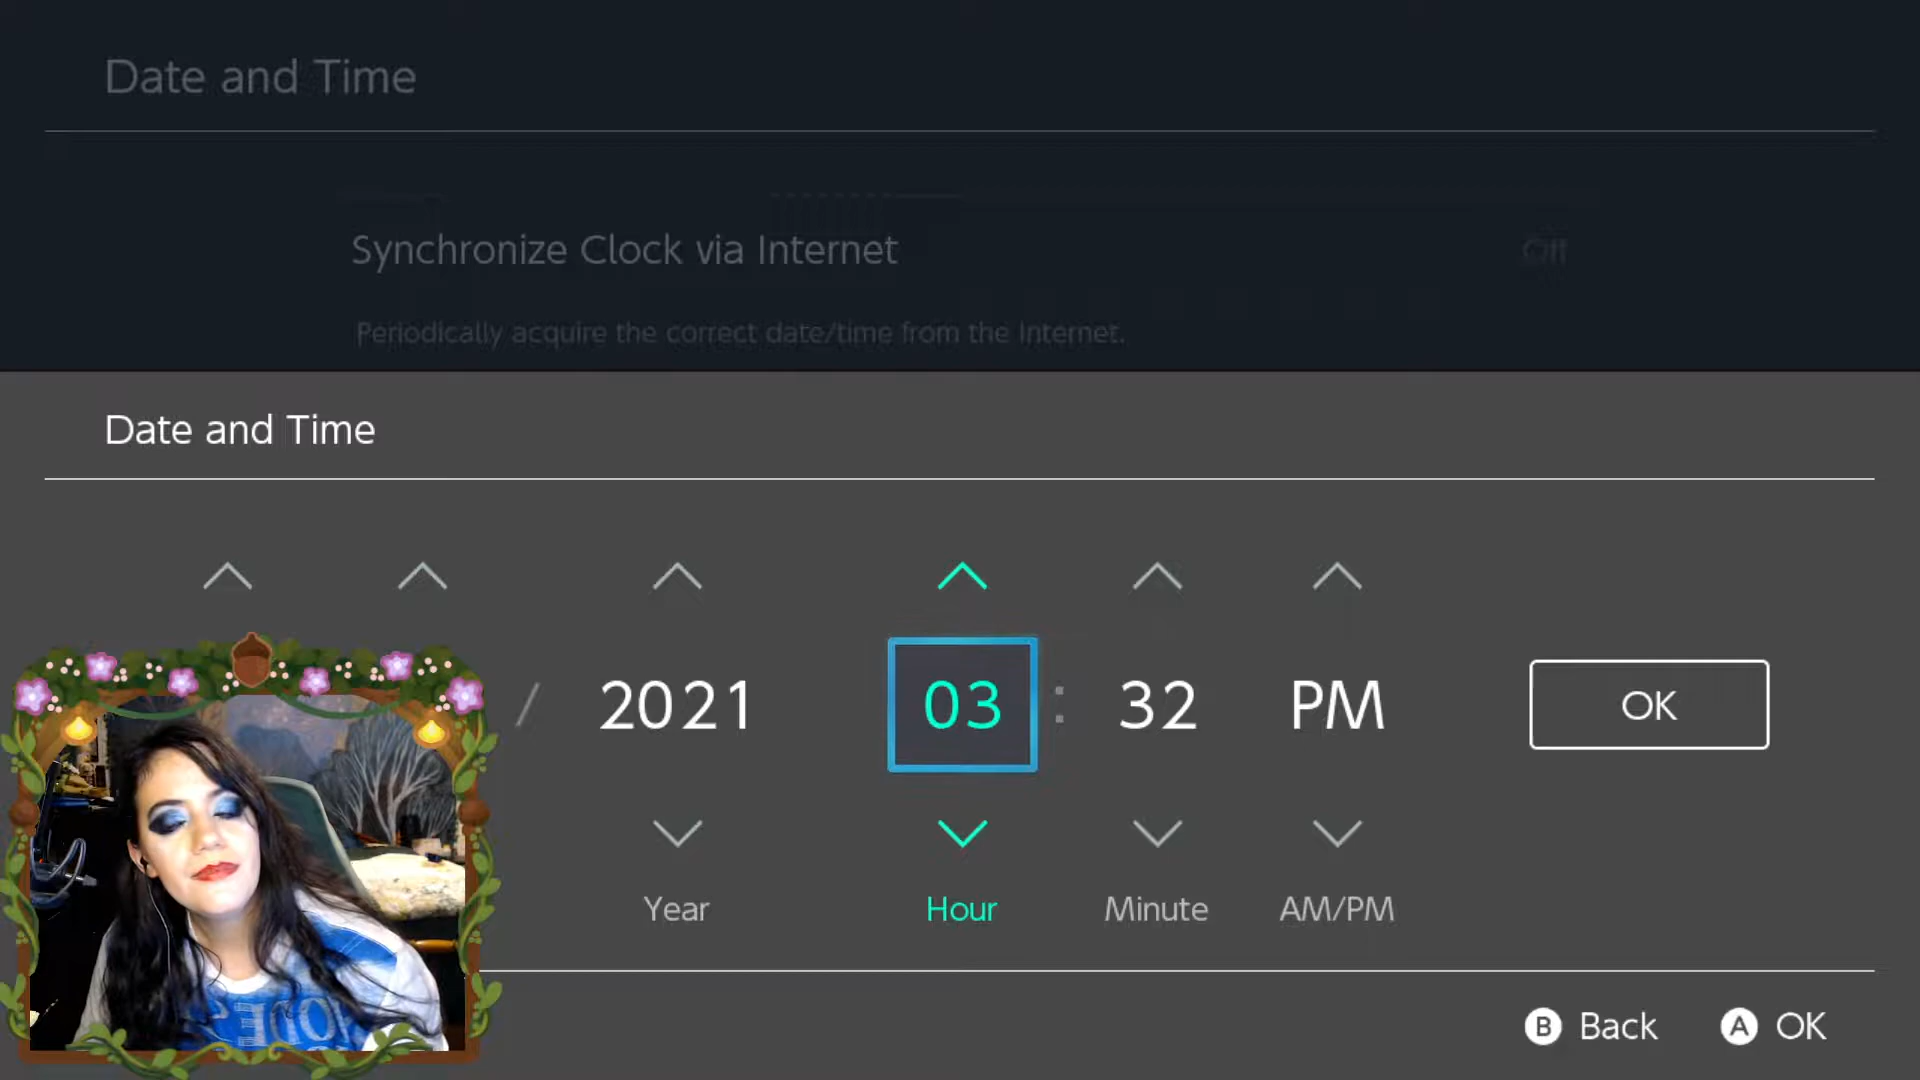 Date and Time
Synchronize Clock via Internet Off
Periodically acquire the correct date/time from the Internet.
Date and Time
/ 2021 03 : 32 PM OK
Year Hour Minute AM/PM
B Back A OK